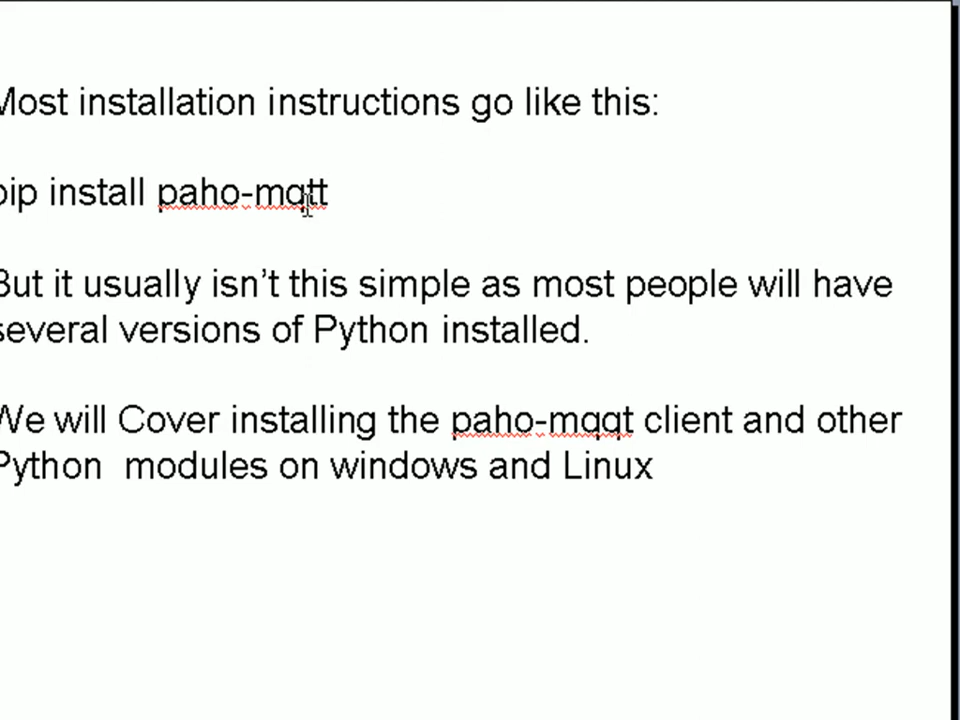 Most installation instructions go like this:
pip install paho-mqtt
But it usually isn't this simple as most people will have
several versions of Python installed.
We will Cover installing the paho-mqqt client and other
Python modules on windows and Linux